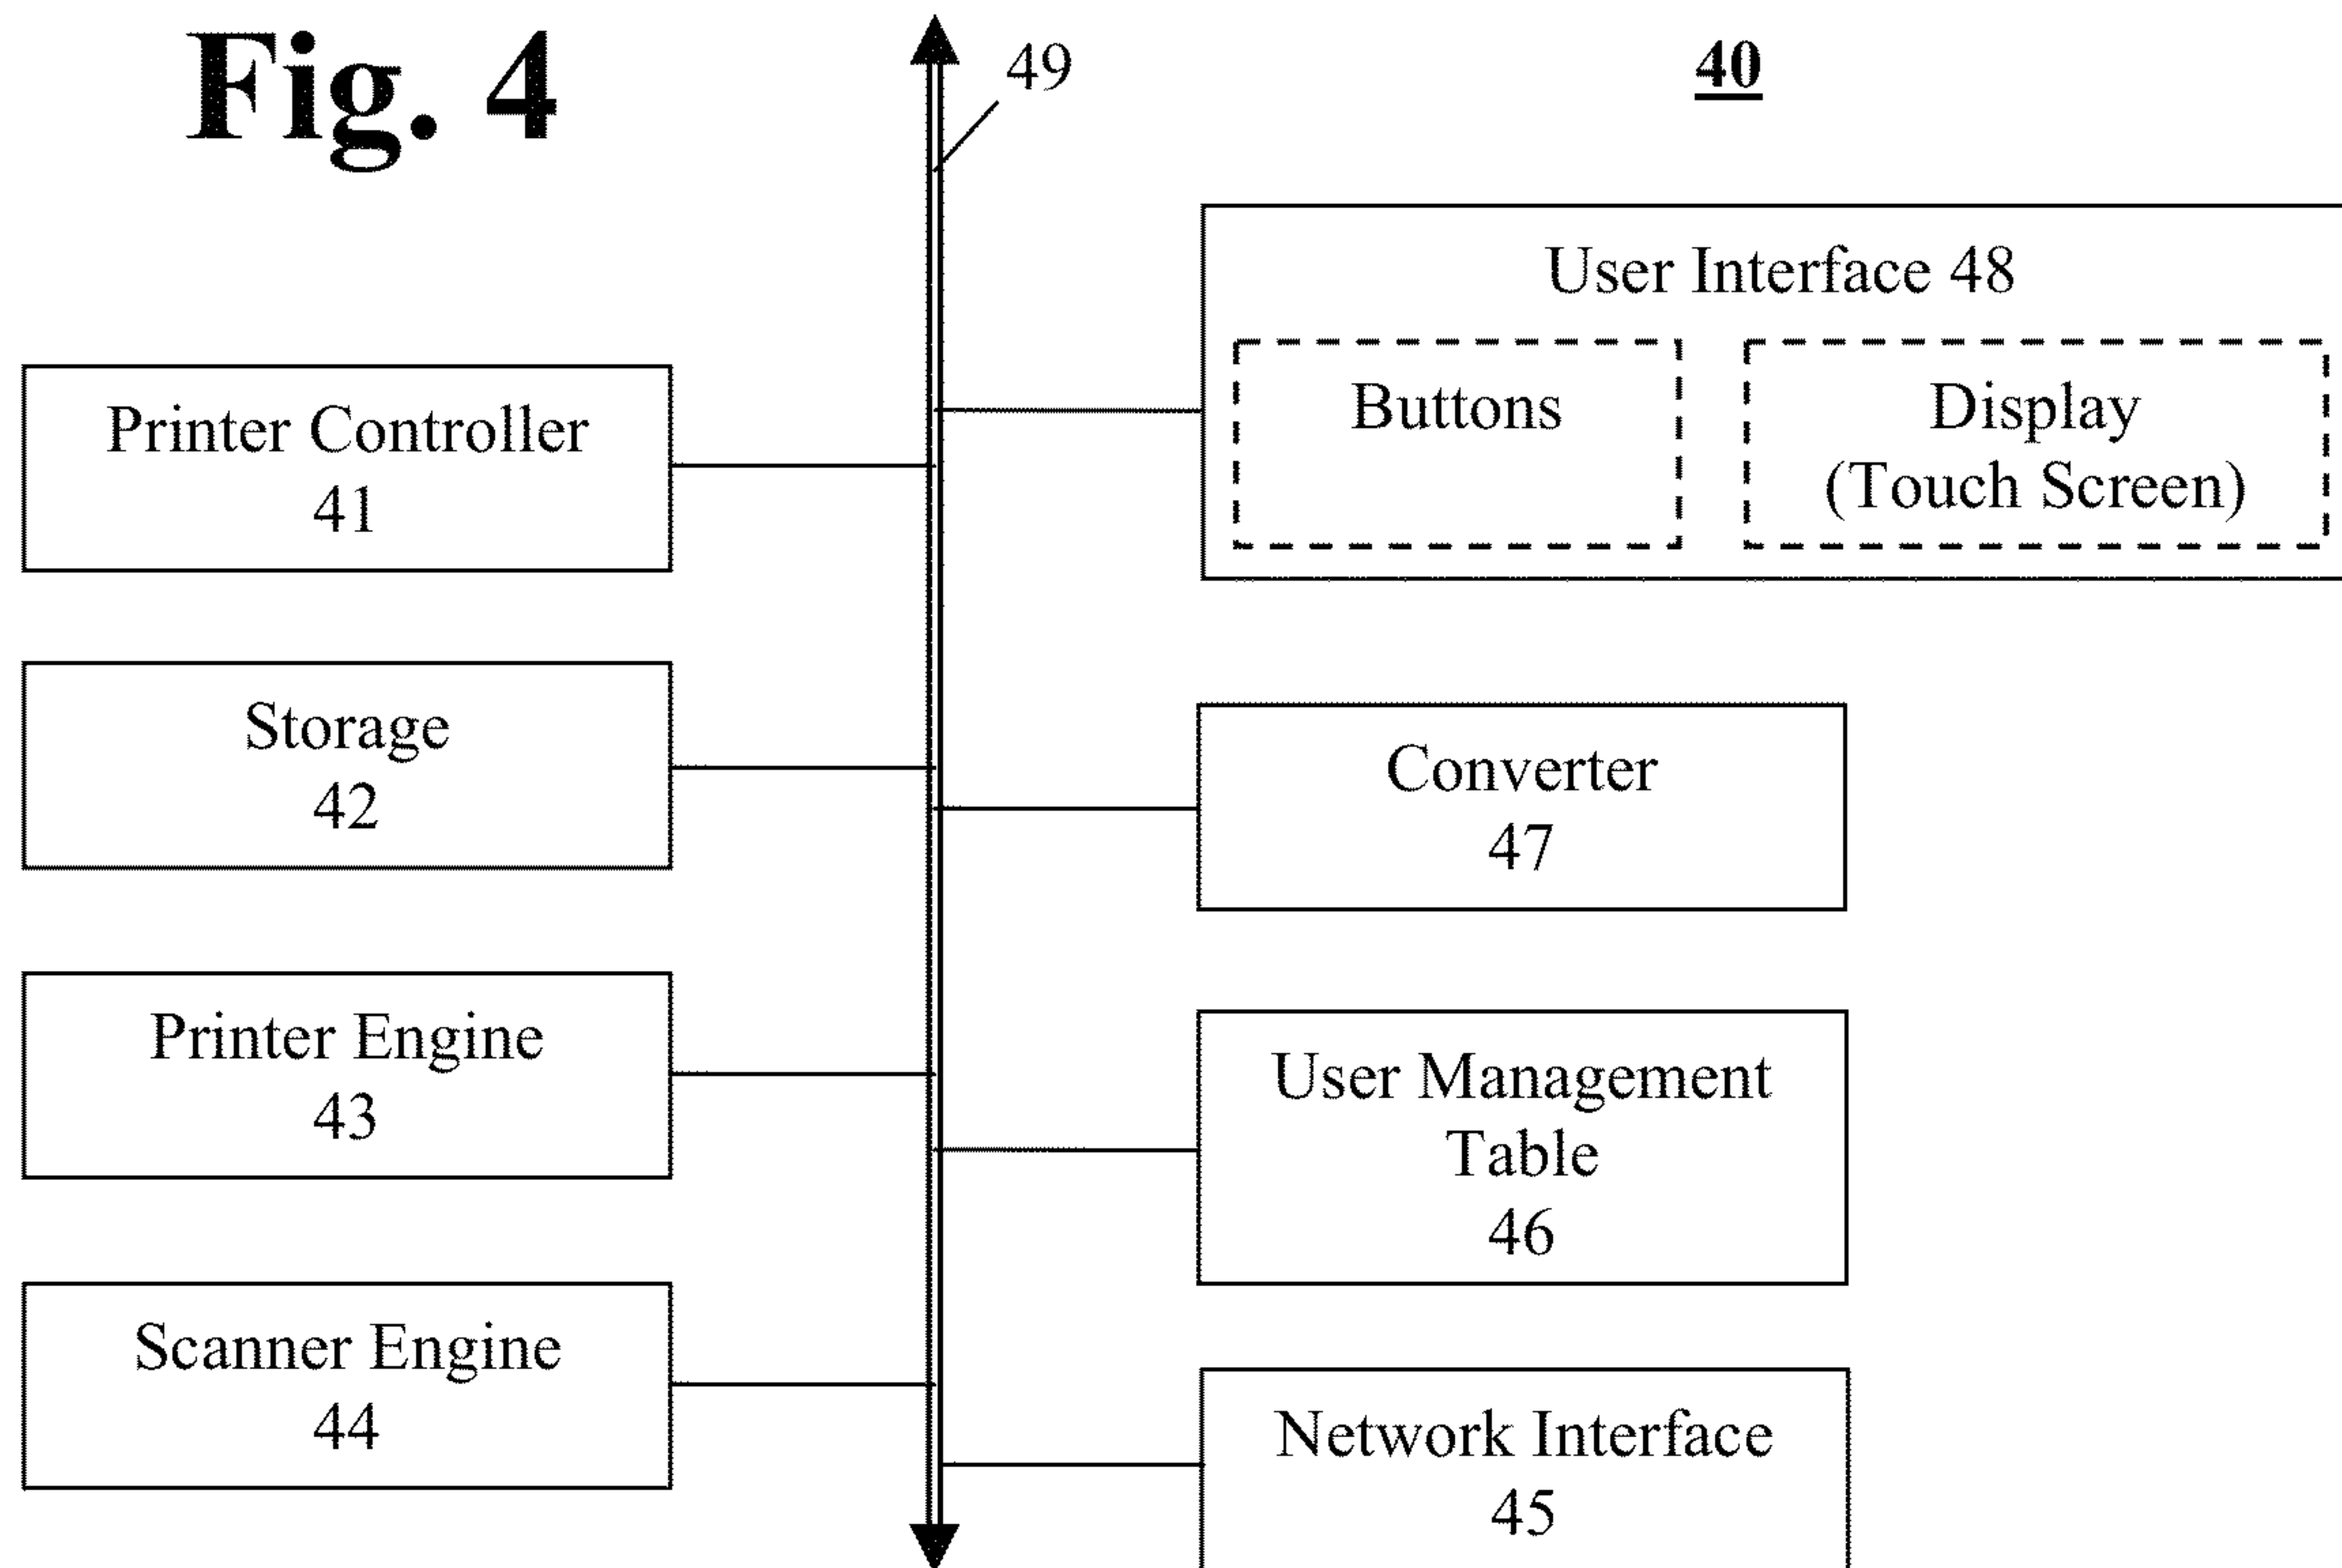 Fig. 4
49
40
User Interface 48
Buttons
Display
(Touch Screen)
Printer Controller
41
Storage
42
Converter
47
Printer Engine
43
User Management
Table
46
Scanner Engine
44
Network Interface
45